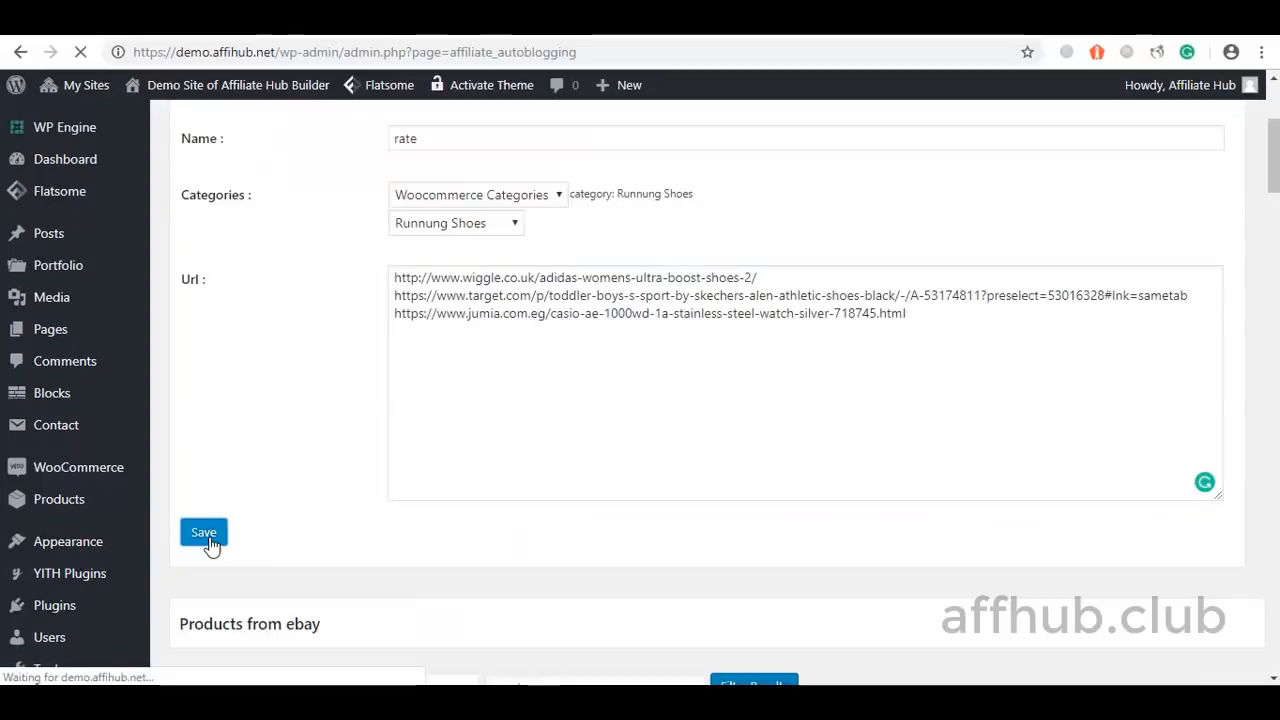 https://demo.affihub.net/wp-admin/admin.php?page=affiliate_autoblogging
My Sites
Demo Site of Affiliate Hub Builder
Flatsome
Activate Theme
0
New
Howdy, Affiliate Hub
WP Engine
Dashboard
Flatsome
Posts
Portfolio
Media
Pages
Comments
Blocks
Contact
WooCommerce
Products
Appearance
YITH Plugins
Plugins
Users
Name :
rate
Categories :
Woocommerce Categories
category: Runnung Shoes
Runnung Shoes
Url :
http://www.wiggle.co.uk/adidas-womens-ultra-boost-shoes-2/
https://www.target.com/p/toddler-boys-s-sport-by-skechers-alen-athletic-shoes-black/-/A-53174811?preselect=53016328#lnk=sametab
https://www.jumia.com.eg/casio-ae-1000wd-1a-stainless-steel-watch-silver-718745.html
Save
Products from ebay
affhub.club
Waiting for demo.affihub.net...